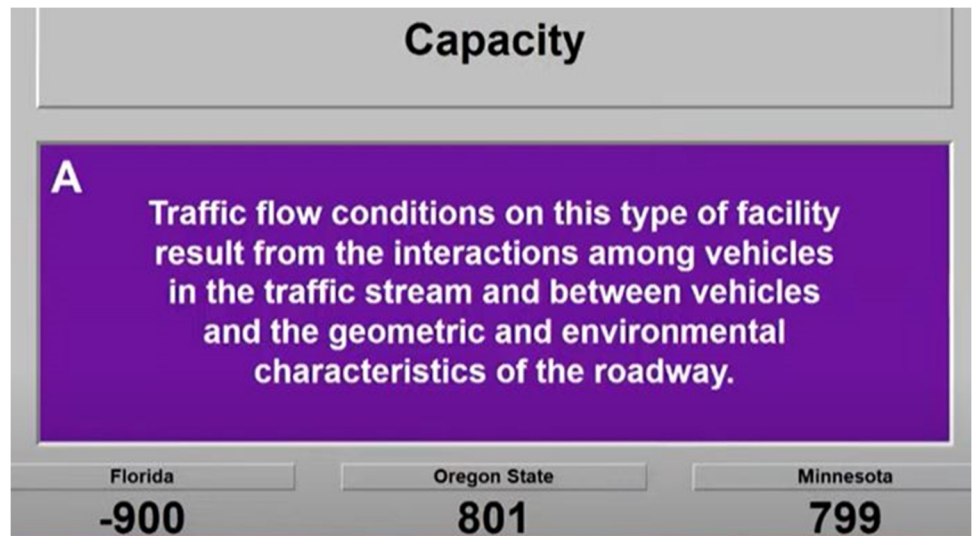 Capacity
A
Traffic flow conditions on this type of facility
result from the interactions among vehicles
in the traffic stream and between vehicles
and the geometric and environmental
characteristics of the roadway.
Florida
Oregon State
Minnesota
-900
801
799